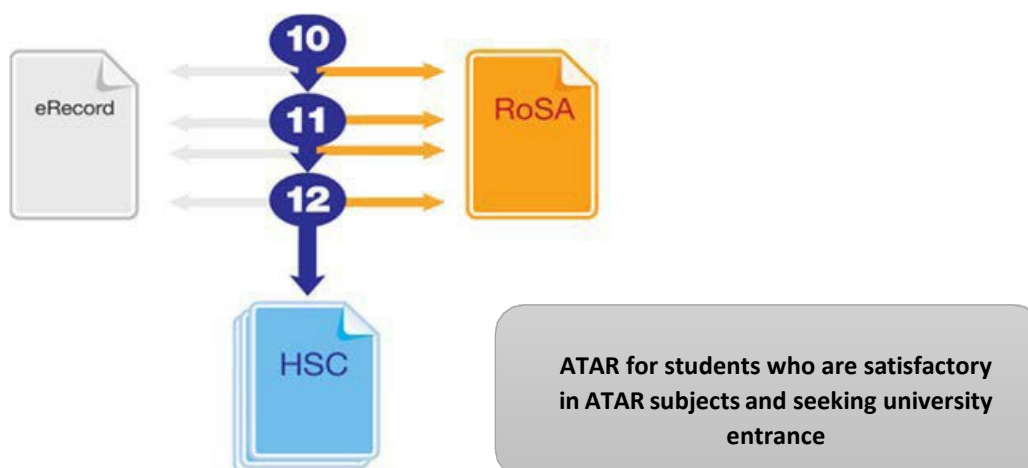 10
eRecord
RoSA
11
12
HSC
ATAR for students who are satisfactory
in ATAR subjects and seeking university
entrance